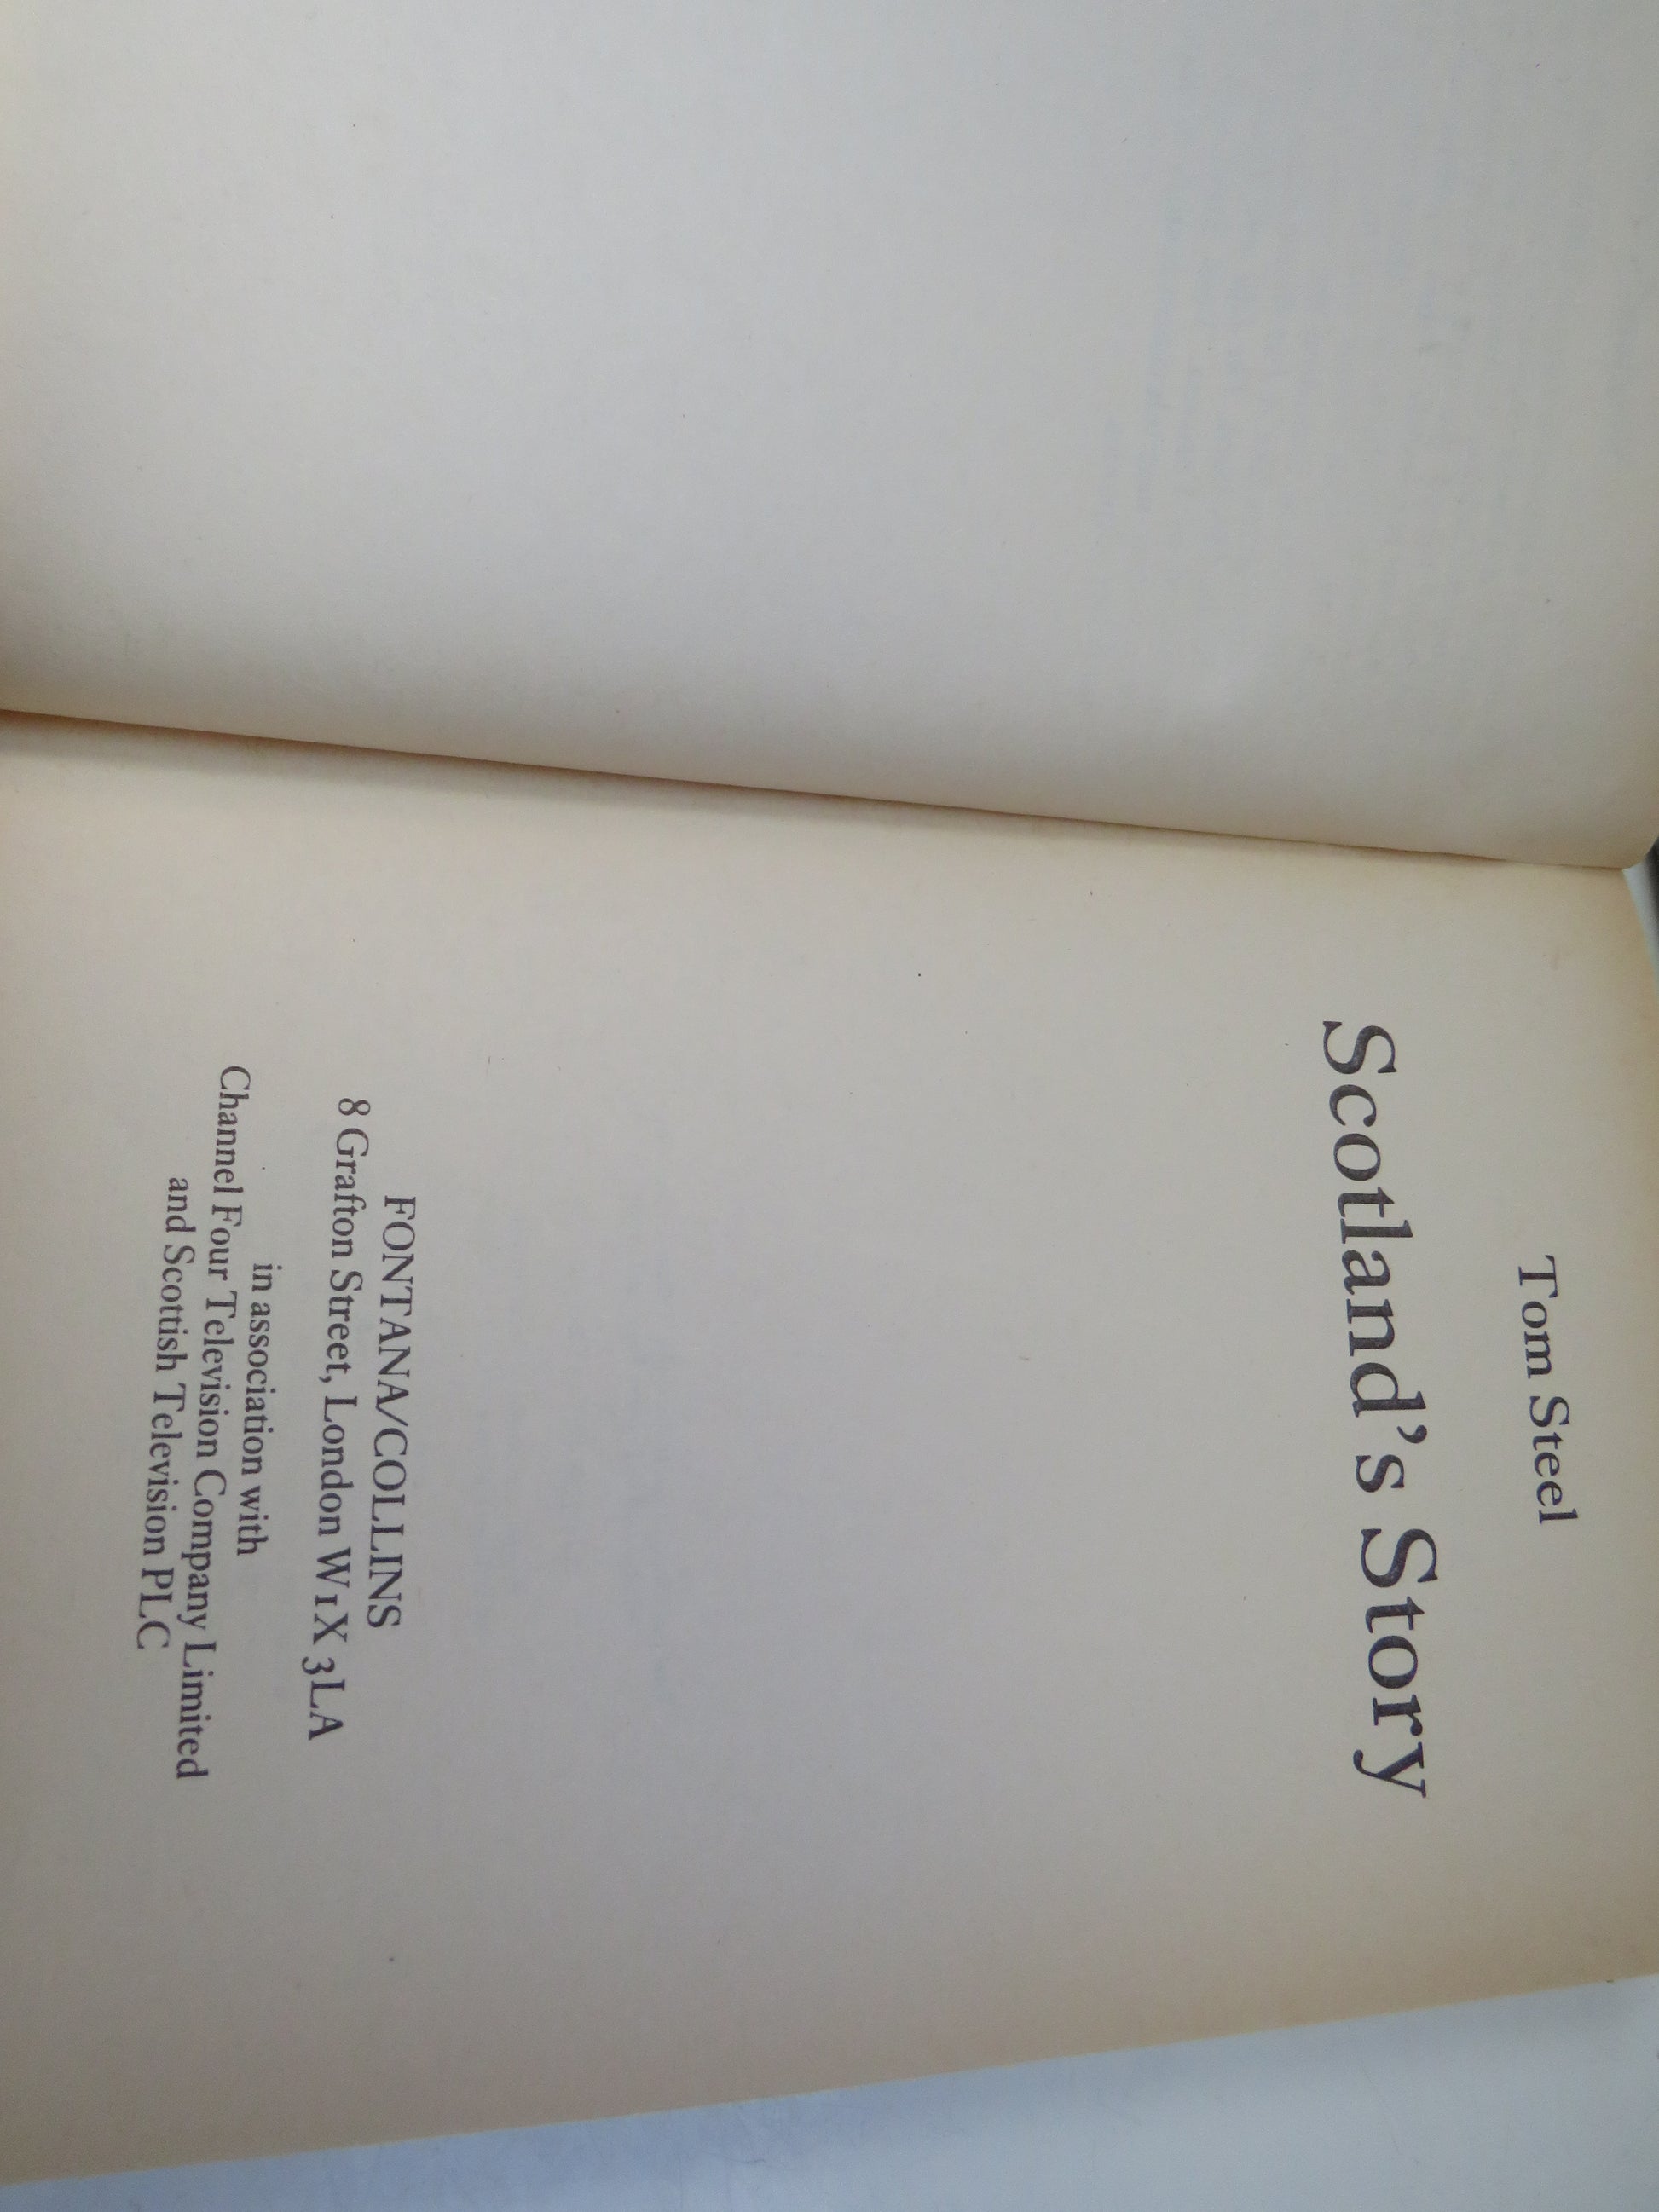 Tom Steel
Scotland's Story
FONTANA/COLLINS
8 Grafton Street, London W1X 3LA
in association with
Channel Four Television Company Limited
and Scottish Television PLC